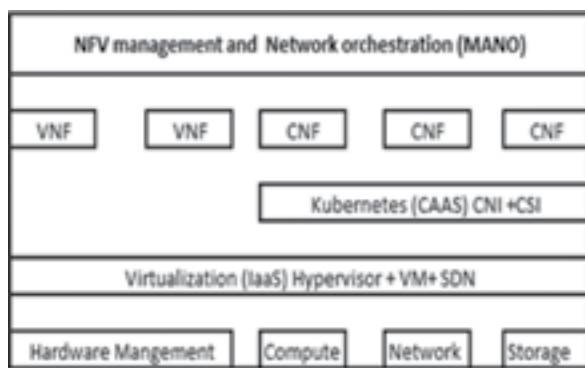 NFV management and Network orchestration (MANO)
VNF VNF CNF CNF CNF
Kubernetes (CAAS) CNI +CSI
Virtualization (IaaS) Hypervisor + VM+ SDN
Hardware Mangement Compute Network Storage